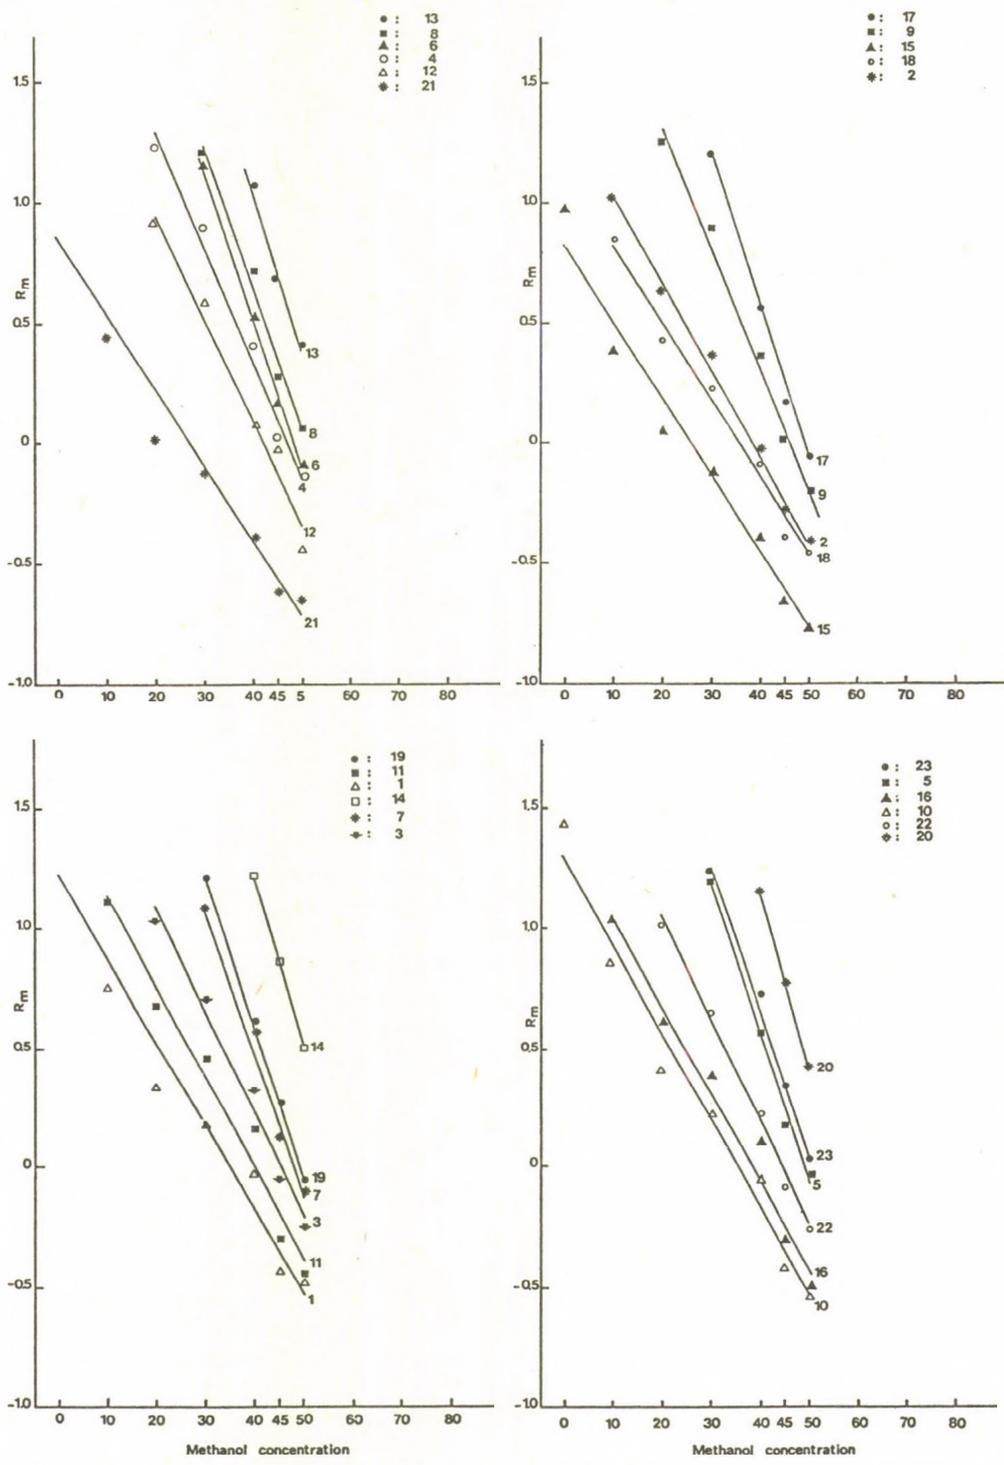 ● : 13
■ : 8
▲ : 6
○ : 4
△ : 12
✱ : 21
1.5
1.0
0.5
0
-0.5
-1.0
Rm
13
8
6
4
12
21
0 10 20 30 40 45 5 60 70 80
● : 17
■ : 9
▲ : 15
○ : 18
✱ : 2
1.5
1.0
0.5
0
-0.5
-1.0
Rm
17
9
2
18
15
0 10 20 30 40 45 50 60 70 80
● : 19
■ : 11
△ : 1
□ : 14
✱ : 7
: 3
1.5
1.0
0.5
0
-0.5
-1.0
Rm
14
19
7
3
11
1
0 10 20 30 40 45 50 60 70 80
Methanol concentration
● : 23
■ : 5
▲ : 16
△ : 10
○ : 22
✱ : 20
1.5
1.0
0.5
0
-0.5
-1.0
Rm
20
23
5
22
16
10
0 10 20 30 40 45 50 60 70 80
Methanol concentration